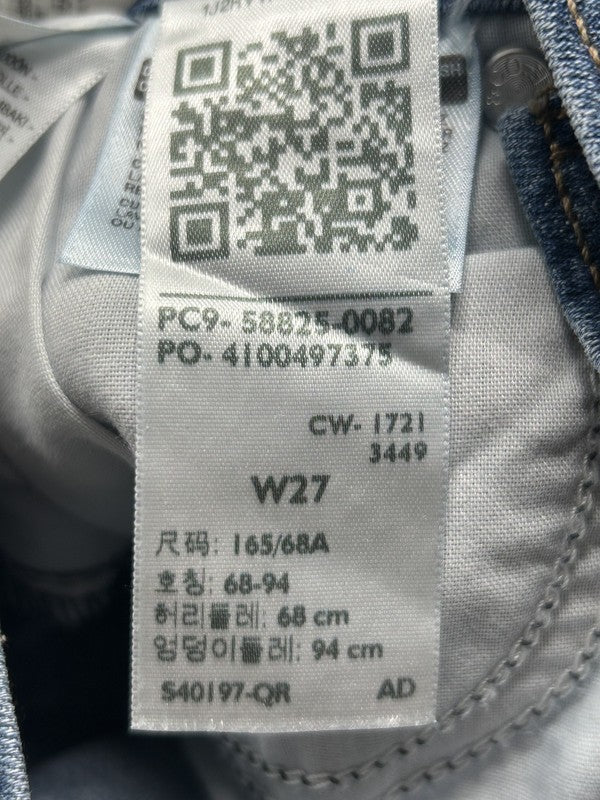 PC9- 58825-0082
PO- 4100497375
CW- 1721
3449
W27
尺码: 165/68A
호칭: 68-94
허리둘레: 68 cm
엉덩이둘레: 94 cm
S40197-QR AD